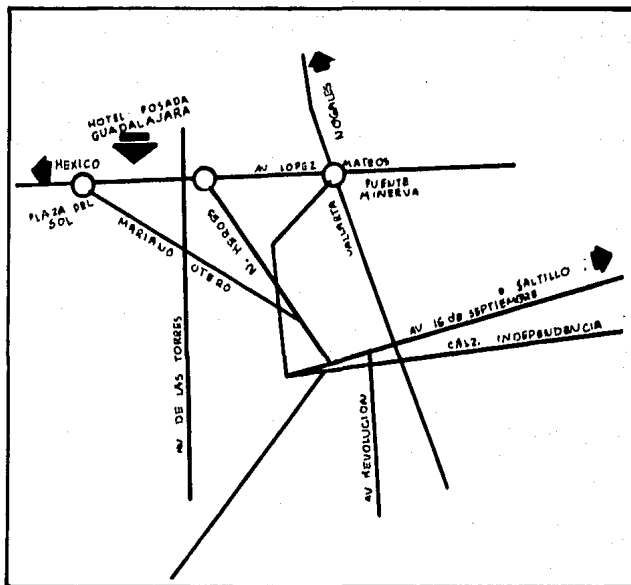 NOGALES
HOTEL POSADA
GUADALAJARA
MEXICO
AV LOPEZ MATEOS
FUENTE
MINERVA
PLAZA DEL
SOL
MARIANO OTERO
N. HEROES
VALLARTA
A SALTILLO
AV 16 DE SEPTIEMBRE
CALZ. INDEPENDENCIA
AV DE LAS TORRES
AV REVOLUCION